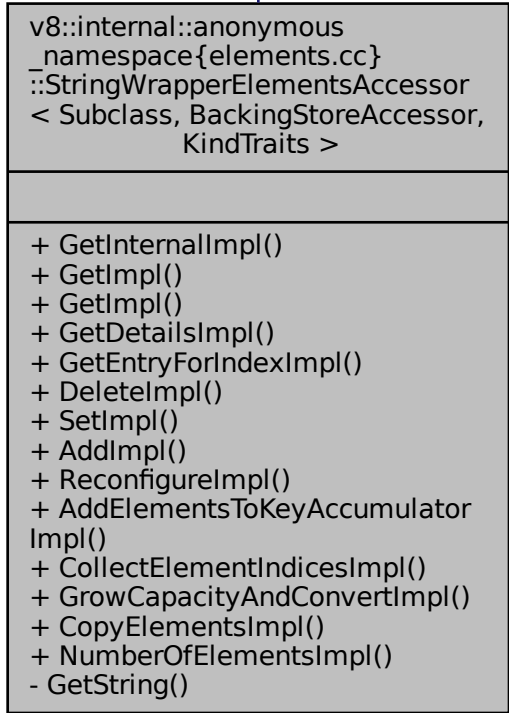 v8::internal::anonymous
_namespace{elements.cc}
::StringWrapperElementsAccessor
< Subclass, BackingStoreAccessor,
KindTraits >
+ GetInternalImpl()
+ GetImpl()
+ GetImpl()
+ GetDetailsImpl()
+ GetEntryForIndexImpl()
+ DeleteImpl()
+ SetImpl()
+ AddImpl()
+ ReconfigureImpl()
+ AddElementsToKeyAccumulator
Impl()
+ CollectElementIndicesImpl()
+ GrowCapacityAndConvertImpl()
+ CopyElementsImpl()
+ NumberOfElementsImpl()
- GetString()